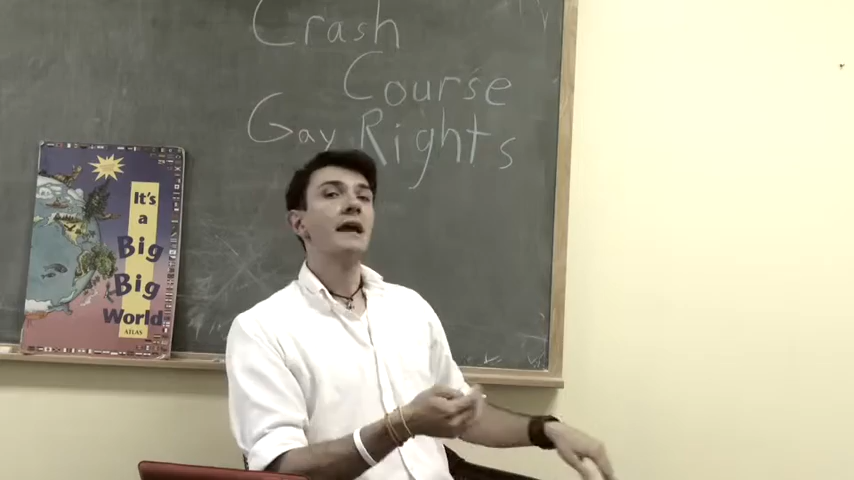 Crash
Course
Gay Rights
It's
a
Big
Big
World
ATLAS